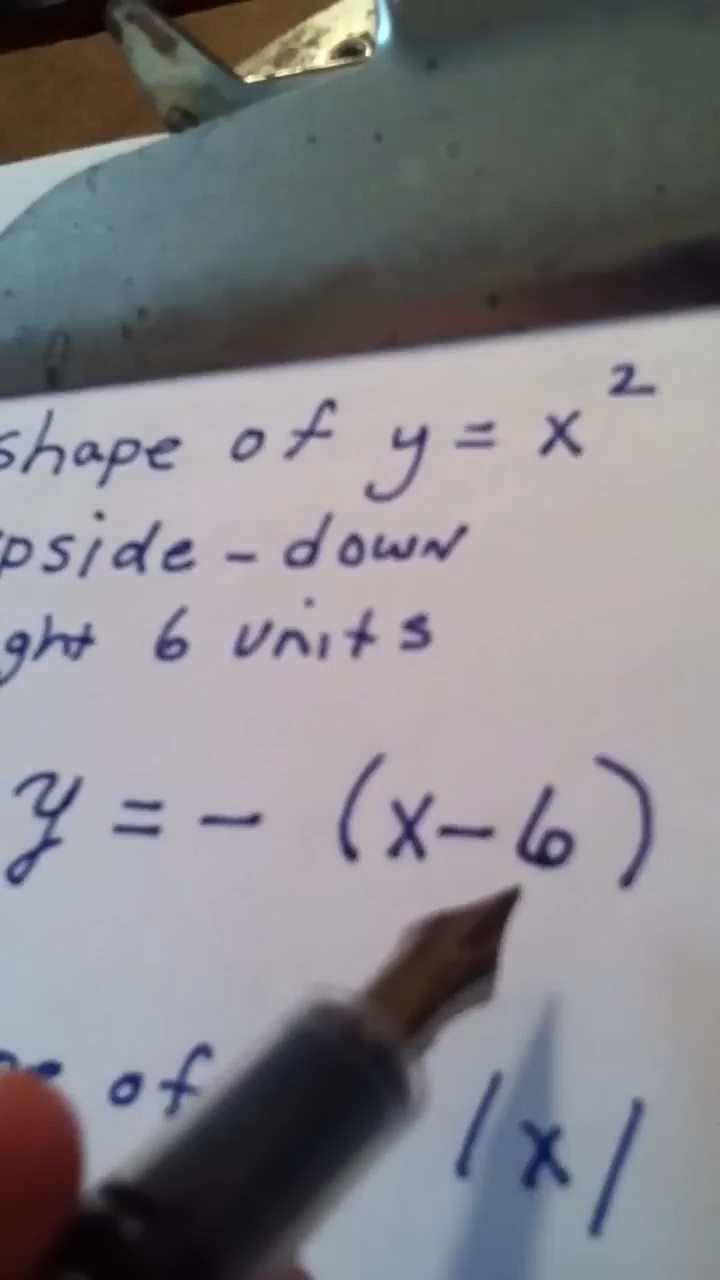 shape of y = x²
pside - down
ght 6 units
y = - (x-6)
of |x|